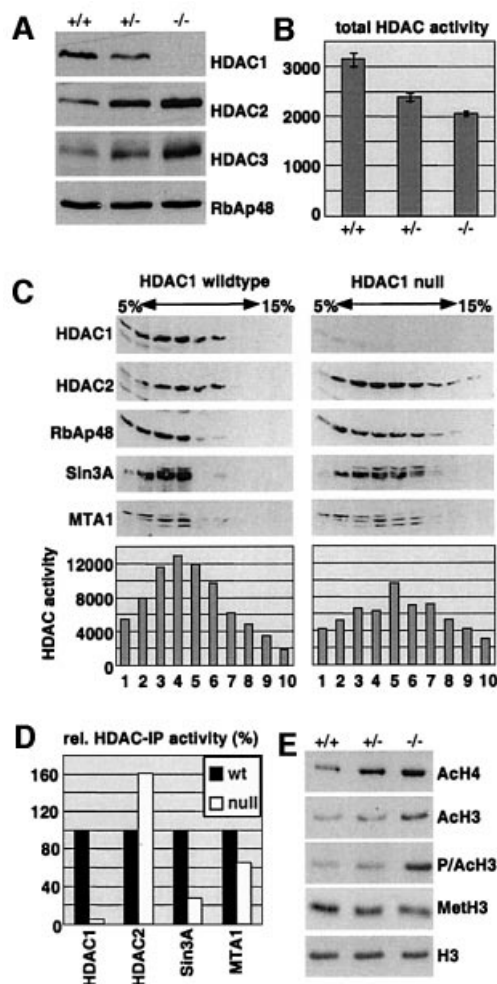 A
+/+ +/- -/-
HDAC1
HDAC2
HDAC3
RbAp48
B
total HDAC activity
3000
2000
1000
0
+/+ +/- -/-
C
HDAC1 wildtype
HDAC1 null
5% 15%
5% 15%
HDAC1
HDAC2
RbAp48
Sin3A
MTA1
HDAC activity
12000
8000
4000
0
1 2 3 4 5 6 7 8 9 10
1 2 3 4 5 6 7 8 9 10
D
rel. HDAC-IP activity (%)
160
120
80
40
0
wt
null
HDAC1
HDAC2
Sin3A
MTA1
E
+/+ +/- -/-
AcH4
AcH3
P/AcH3
MetH3
H3